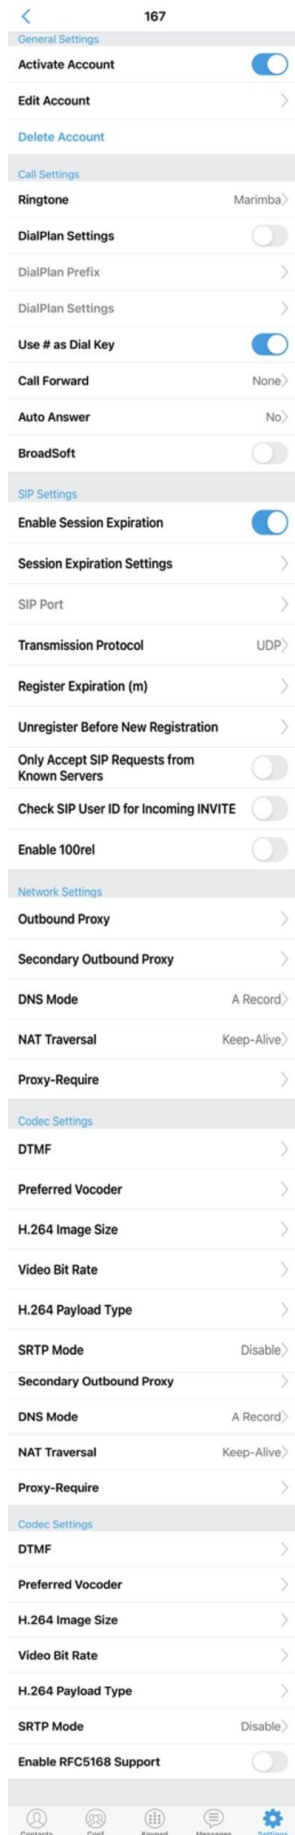 167
General Settings
Activate Account
Edit Account
Delete Account
Call Settings
Ringtone Marimba
DialPlan Settings
DialPlan Prefix
DialPlan Settings
Use # as Dial Key
Call Forward None
Auto Answer No
BroadSoft
SIP Settings
Enable Session Expiration
Session Expiration Settings
SIP Port
Transmission Protocol UDP
Register Expiration (m)
Unregister Before New Registration
Only Accept SIP Requests from
Known Servers
Check SIP User ID for Incoming INVITE
Enable 100rel
Network Settings
Outbound Proxy
Secondary Outbound Proxy
DNS Mode A Record
NAT Traversal Keep-Alive
Proxy-Require
Codec Settings
DTMF
Preferred Vocoder
H.264 Image Size
Video Bit Rate
H.264 Payload Type
SRTP Mode Disable
Secondary Outbound Proxy
DNS Mode A Record
NAT Traversal Keep-Alive
Proxy-Require
Codec Settings
DTMF
Preferred Vocoder
H.264 Image Size
Video Bit Rate
H.264 Payload Type
SRTP Mode Disable
Enable RFC5168 Support
Contacts Conf Keypad Messages Settings